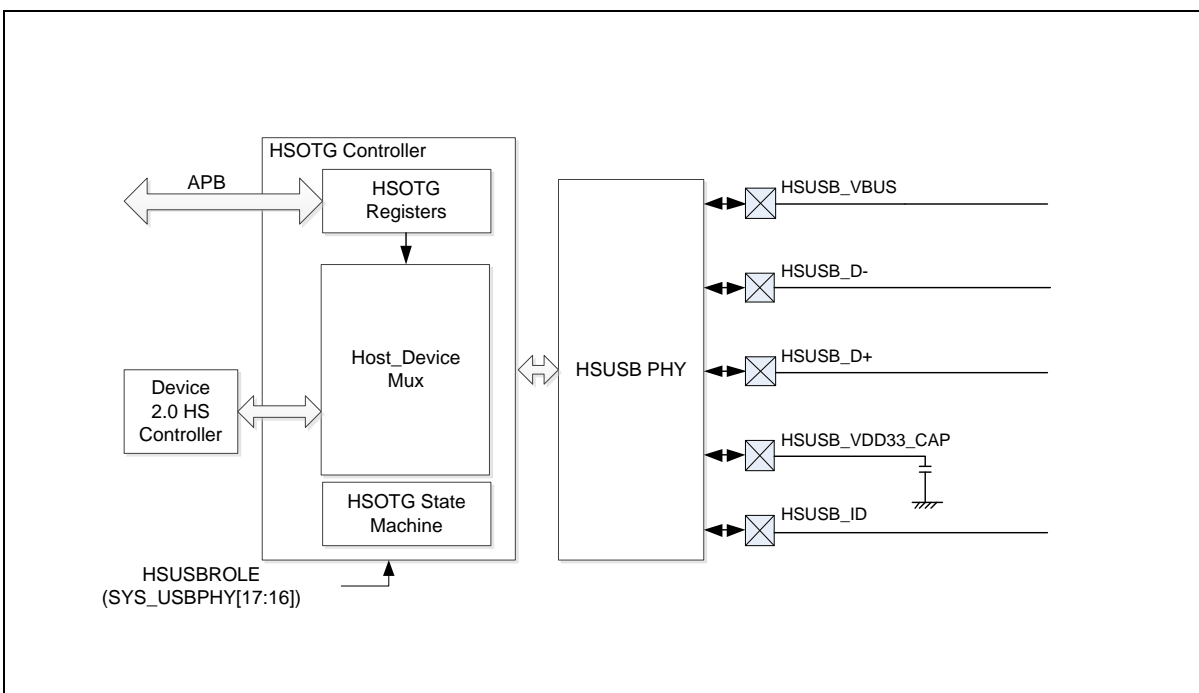 HSOTG Controller
APB
HSOTG
Registers
Host_Device
Mux
Device
2.0 HS
Controller
HSOTG State
Machine
HSUSBROLE
(SYS_USBPHY[17:16])
HSUSB PHY
HSUSB_VBUS
HSUSB_D-
HSUSB_D+
HSUSB_VDD33_CAP
HSUSB_ID